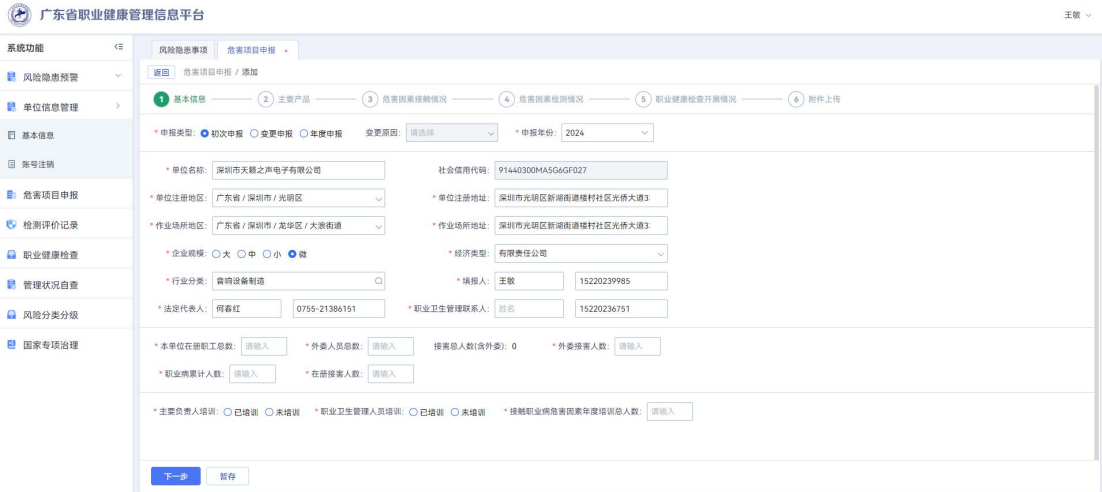 广东省职业健康管理信息平台 王敏
系统功能
风险隐患事项 危害项目申报
返回 危害项目申报 / 添加
风险隐患预警
单位信息管理
基本信息
账号注销
危害项目申报
检测评价记录
职业健康检查
管理状况自查
风险分类分级
国家专项治理
1 基本信息 2 主要产品 3 危害因素接触情况 4 危害因素检测情况 5 职业健康检查开展情况 6 附件上传
* 申报类型: 初次申报 变更申报 年度申报 变更原因: 请选择 * 申报年份: 2024
* 单位名称: 深圳市天籁之声电子有限公司 社会信用代码: 91440300MA5G6GF027
* 单位注册地区: 广东省 / 深圳市 / 光明区 * 单位注册地址: 深圳市光明区新湖街道楼村社区光侨大道3
* 作业场所地区: 广东省 / 深圳市 / 龙华区 / 大浪街道 * 作业场所地址: 深圳市光明区新湖街道楼村社区光侨大道3
* 企业规模: 大 中 小 微 * 经济类型: 有限责任公司
* 行业分类: 音响设备制造 * 填报人: 王敏 15220239985
* 法定代表人: 何春红 0755-21386151 * 职业卫生管理联系人: 姓名 15220236751
* 本单位在册职工总数: 请输入 * 外委人员总数: 请输入 接害总人数(含外委): 0 * 外委接害人数: 请输入
* 职业病累计人数: 请输入 * 在册接害人数: 请输入
* 主要负责人培训: 已培训 未培训 * 职业卫生管理人员培训: 已培训 未培训 * 接触职业病危害因素年度培训总人数: 请输入
下一步 暂存